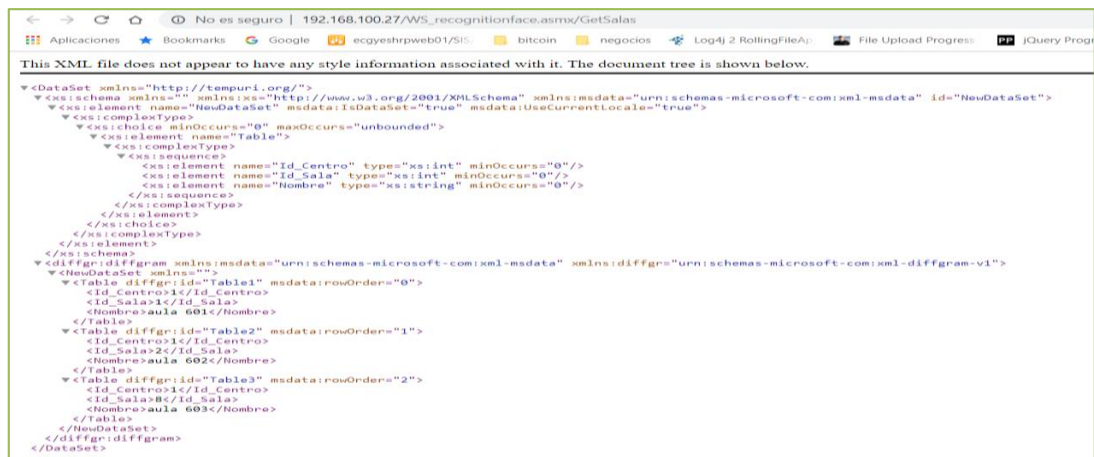 No es seguro | 192.168.100.27/WS_recognitionface.asmx/GetSalas
Aplicaciones Bookmarks Google ecgyeshrpweb01/SIS bitcoin negocios Log4j 2 RollingFileAp File Upload Progress PP jQuery Progr
This XML file does not appear to have any style information associated with it. The document tree is shown below.
▼<DataSet xmlns="http://tempuri.org/">
▼<xs:schema xmlns="" xmlns:xs="http://www.w3.org/2001/XMLSchema" xmlns:msdata="urn:schemas-microsoft-com:xml-msdata" id="NewDataSet">
▼<xs:element name="NewDataSet" msdata:IsDataSet="true" msdata:UseCurrentLocale="true">
▼<xs:complexType>
▼<xs:choice minOccurs="0" maxOccurs="unbounded">
▼<xs:element name="Table">
▼<xs:complexType>
▼<xs:sequence>
<xs:element name="Id_Centro" type="xs:int" minOccurs="0"/>
<xs:element name="Id_Sala" type="xs:int" minOccurs="0"/>
<xs:element name="Nombre" type="xs:string" minOccurs="0"/>
</xs:sequence>
</xs:complexType>
</xs:element>
</xs:choice>
</xs:complexType>
</xs:element>
</xs:schema>
▼<diffgr:diffgram xmlns:msdata="urn:schemas-microsoft-com:xml-msdata" xmlns:diffgr="urn:schemas-microsoft-com:xml-diffgram-v1">
▼<NewDataSet xmlns="">
▼<Table diffgr:id="Table1" msdata:rowOrder="0">
<Id_Centro>1</Id_Centro>
<Id_Sala>1</Id_Sala>
<Nombre>aula 601</Nombre>
</Table>
▼<Table diffgr:id="Table2" msdata:rowOrder="1">
<Id_Centro>1</Id_Centro>
<Id_Sala>2</Id_Sala>
<Nombre>aula 602</Nombre>
</Table>
▼<Table diffgr:id="Table3" msdata:rowOrder="2">
<Id_Centro>1</Id_Centro>
<Id_Sala>8</Id_Sala>
<Nombre>aula 603</Nombre>
</Table>
</NewDataSet>
</diffgr:diffgram>
</DataSet>